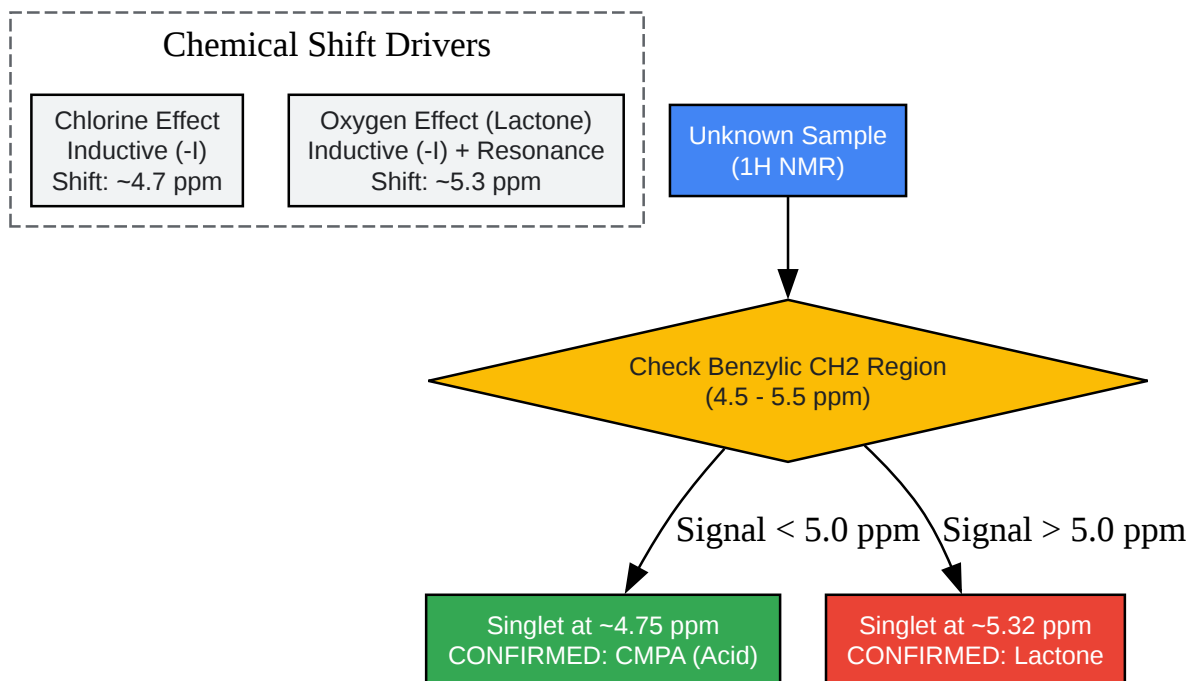 Chemical Shift Drivers
Chlorine Effect
Inductive (-I)
Shift: ~4.7 ppm
Oxygen Effect (Lactone)
Inductive (-I) + Resonance
Shift: ~5.3 ppm
Unknown Sample
(1H NMR)
Check Benzylic CH2 Region
(4.5 - 5.5 ppm)
Signal < 5.0 ppm
Signal > 5.0 ppm
Singlet at ~4.75 ppm
CONFIRMED: CMPA (Acid)
Singlet at ~5.32 ppm
CONFIRMED: Lactone